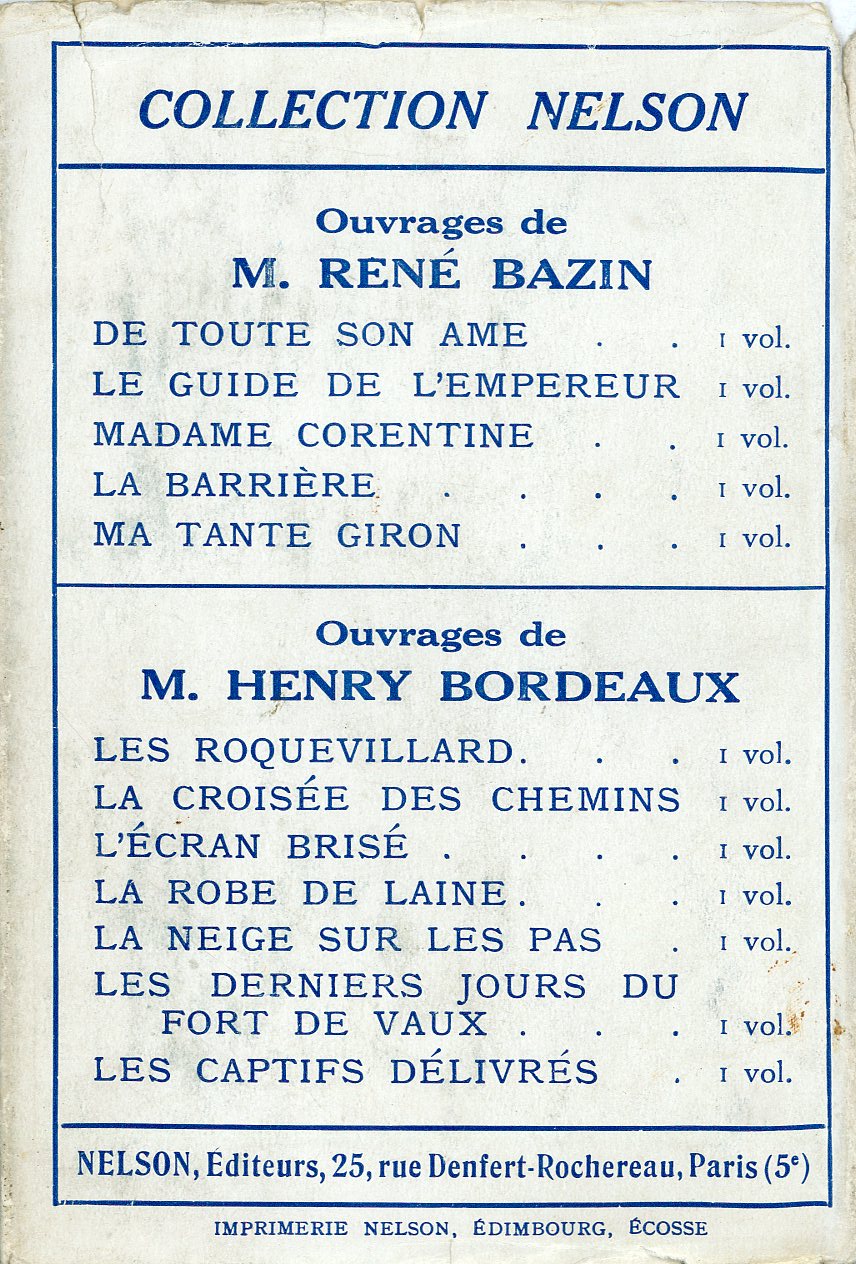 COLLECTION NELSON
Ouvrages de
M. RENÉ BAZIN
DE TOUTE SON AME . . I vol.
LE GUIDE DE L'EMPEREUR I vol.
MADAME CORENTINE . . I vol.
LA BARRIÈRE . . . . I vol.
MA TANTE GIRON . . . I vol.
Ouvrages de
M. HENRY BORDEAUX
LES ROQUEVILLARD . . . I vol.
LA CROISÉE DES CHEMINS I vol.
L'ÉCRAN BRISÉ . . . . I vol.
LA ROBE DE LAINE . . . I vol.
LA NEIGE SUR LES PAS . I vol.
LES DERNIERS JOURS DU
FORT DE VAUX . . . I vol.
LES CAPTIFS DÉLIVRÉS . I vol.
NELSON, Éditeurs, 25, rue Denfert-Rochereau, Paris (5e)
IMPRIMERIE NELSON, ÉDIMBOURG, ÉCOSSE